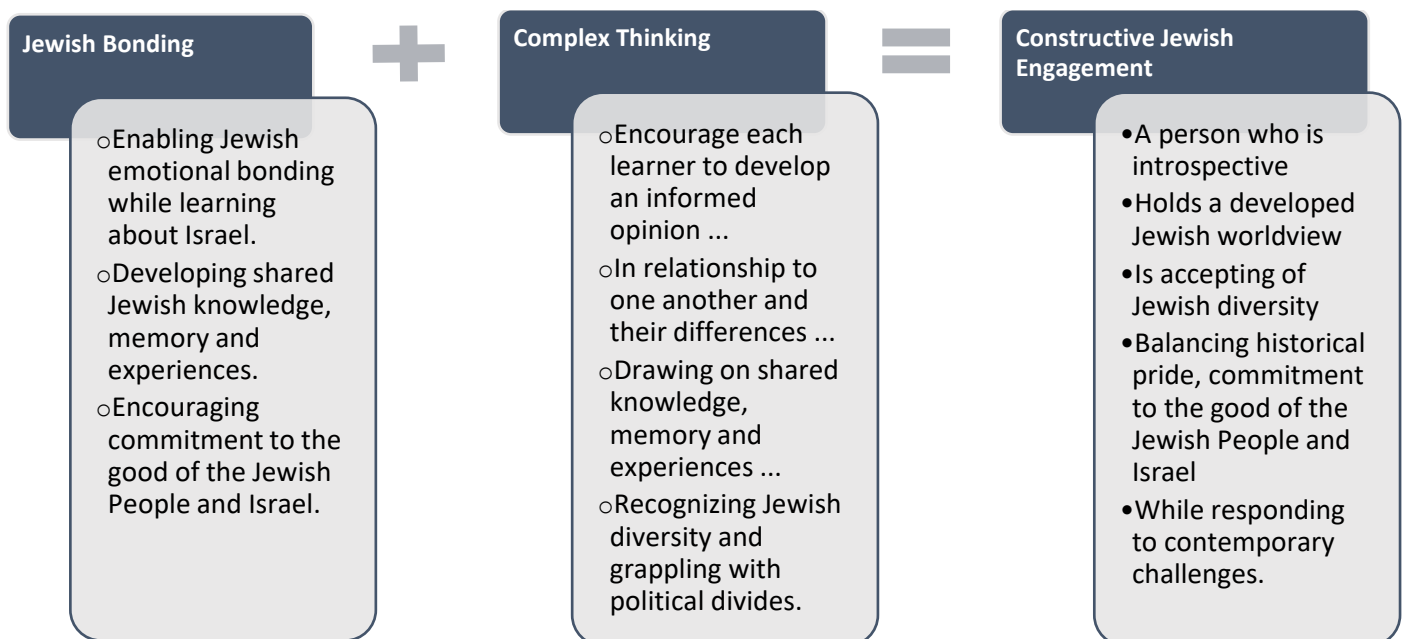 Jewish Bonding
oEnabling Jewish
emotional bonding
while learning
about Israel.
oDeveloping shared
Jewish knowledge,
memory and
experiences.
oEncouraging
commitment to the
good of the Jewish
People and Israel.
+
Complex Thinking
oEncourage each
learner to develop
an informed
opinion ...
oIn relationship to
one another and
their differences ...
oDrawing on shared
knowledge,
memory and
experiences ...
oRecognizing Jewish
diversity and
grappling with
political divides.
=
Constructive Jewish
Engagement
•A person who is
introspective
•Holds a developed
Jewish worldview
•Is accepting of
Jewish diversity
•Balancing historical
pride, commitment
to the good of the
Jewish People and
Israel
•While responding
to contemporary
challenges.